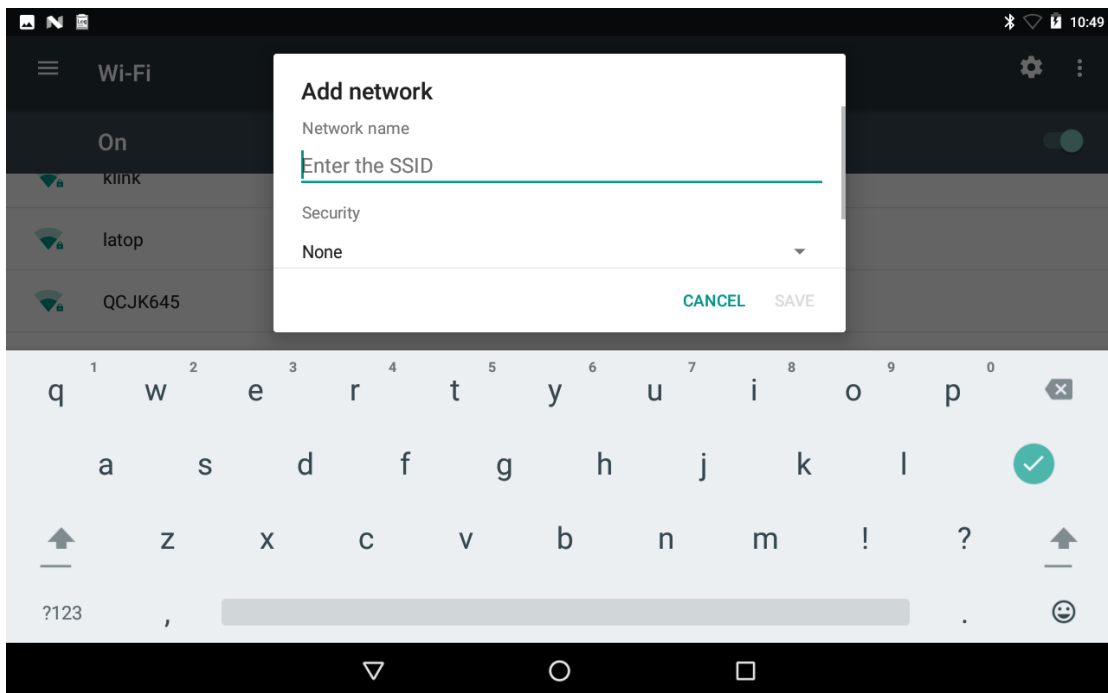 10:49
Wi-Fi
On
klink
latop
QCJK645
Add network
Network name
Enter the SSID
Security
None
CANCEL SAVE
1 2 3 4 5 6 7 8 9 0
q w e r t y u i o p
a s d f g h j k l
z x c v b n m ! ?
?123 , .